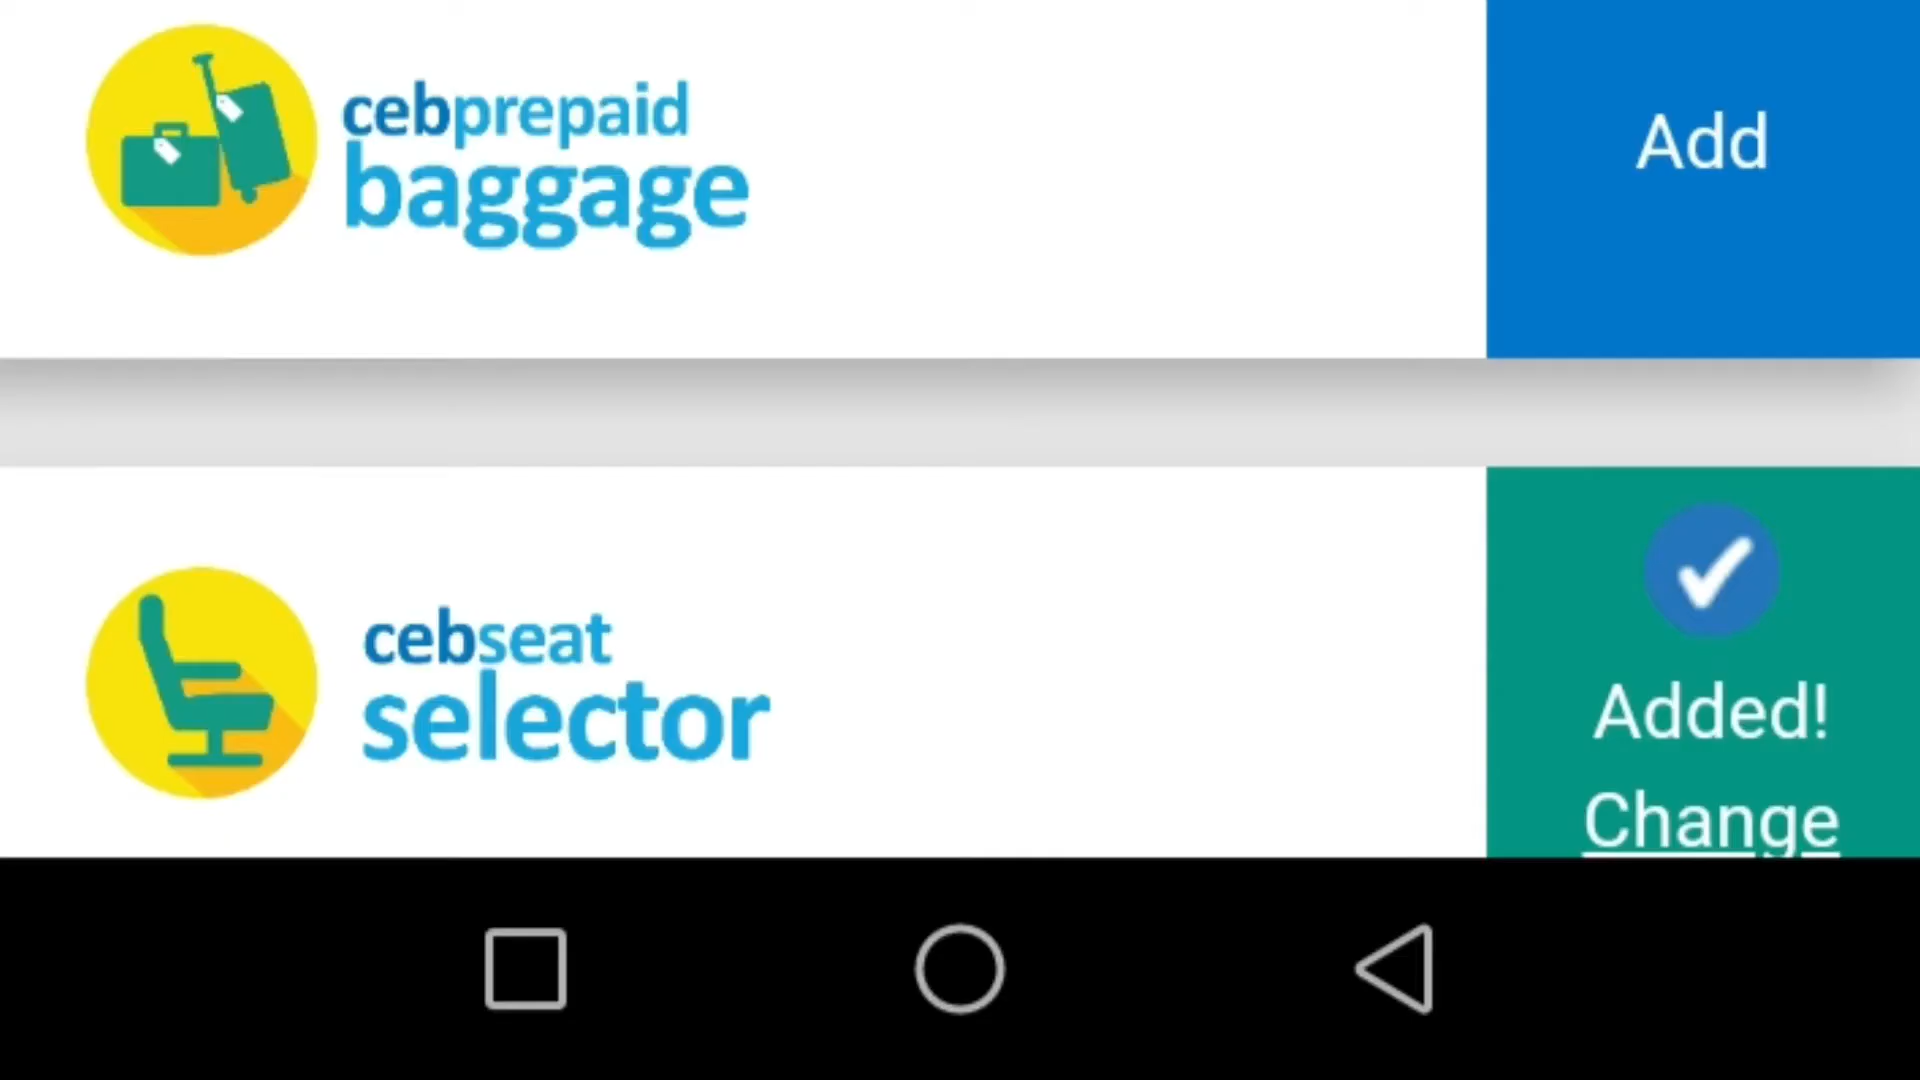 cebprepaid
baggage
Add
cebseat
selector
Added!
Change